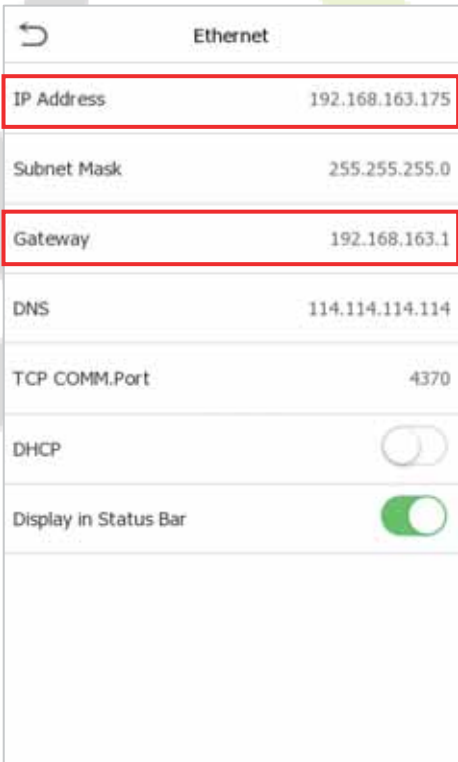 Ethernet
IP Address 192.168.163.175
Subnet Mask 255.255.255.0
Gateway 192.168.163.1
DNS 114.114.114.114
TCP COMM.Port 4370
DHCP
Display in Status Bar